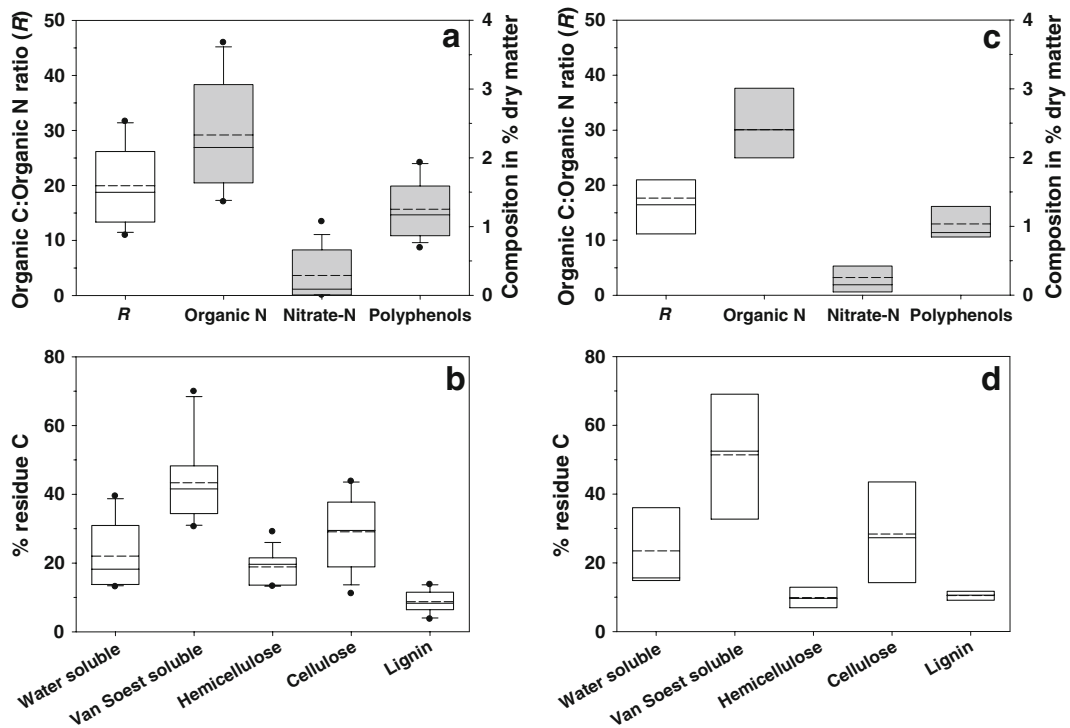 a
Organic C:Organic N ratio (R)
50
40
30
20
10
0
4
3
2
1
0
Compositon in % dry matter
R
Organic N
Nitrate-N
Polyphenols
c
Organic C:Organic N ratio (R)
50
40
30
20
10
0
4
3
2
1
0
Compositon in % dry matter
R
Organic N
Nitrate-N
Polyphenols
b
% residue C
80
60
40
20
0
Water soluble
Van Soest soluble
Hemicellulose
Cellulose
Lignin
d
% residue C
80
60
40
20
0
Water soluble
Van Soest soluble
Hemicellulose
Cellulose
Lignin